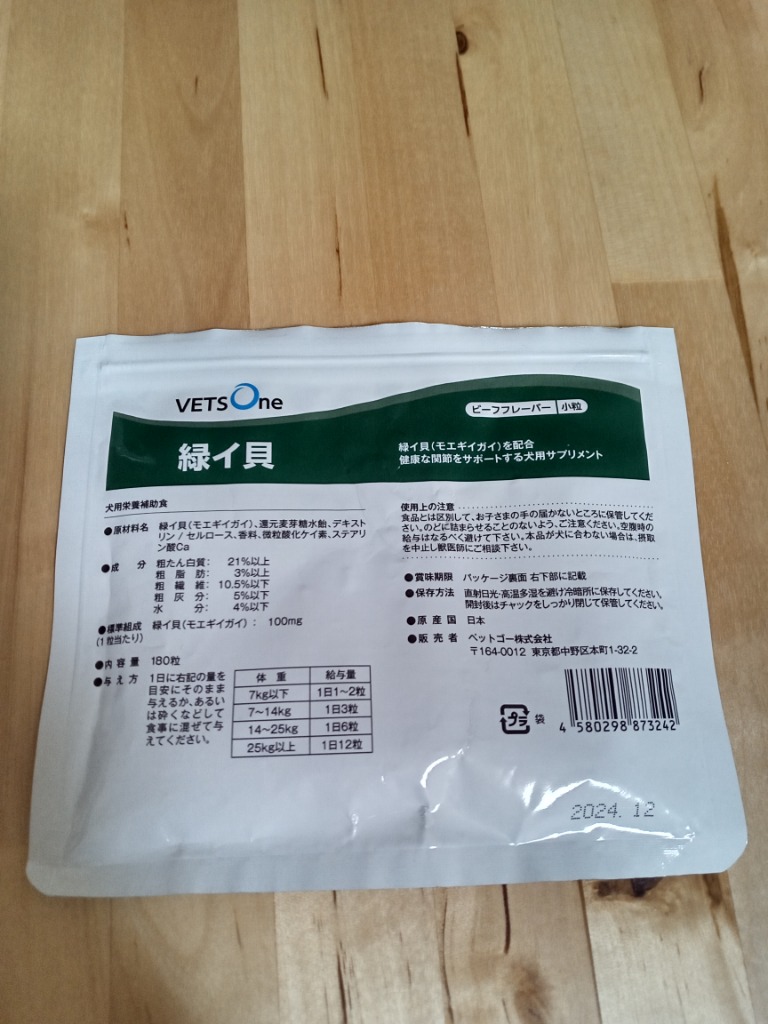 VETSOne
ビーフフレーバー 小粒
緑イ貝
緑イ貝(モエギイガイ)を配合
健康な関節をサポートする犬用サプリメント
犬用栄養補助食
●原材料名 緑イ貝(モエギイガイ)、還元麦芽糖水飴、デキスト
リン / セルロース、香料、微粒酸化ケイ素、ステアリ
ン酸Ca
●成 分 粗たん白質: 21%以上
粗 脂 肪: 3%以上
粗 繊 維: 10.5%以下
粗 灰 分: 5%以下
水 分: 4%以下
●標準組成 緑イ貝(モエギイガイ): 100mg
(1粒当たり)
●内 容 量 180粒
●与 え 方 1日に右記の量を
目安にそのまま
与えるか、あるい
は砕くなどして
食事に混ぜて与
えてください。
体 重 給与量
7kg以下 1日1~2粒
7~14kg 1日3粒
14~25kg 1日6粒
25kg以上 1日12粒
使用上の注意
食品とは区別して、お子さまの手の届かないところに保管してくだ
さい。のどに詰まらせることのないよう、ご注意ください。空腹時の
給与はなるべく避けて下さい。本品が犬に合わない場合は、摂取
を中止し獣医師にご相談下さい。
●賞味期限 パッケージ裏面 右下部に記載
●保存方法 直射日光・高温多湿を避け冷暗所に保存してください。
開封後はチャックをしっかり閉じて保管してください。
●原 産 国 日本
●販 売 者 ペットゴー株式会社
〒164-0012 東京都中野区本町1-32-2
プラ 袋
4 580298 873242
2024. 12